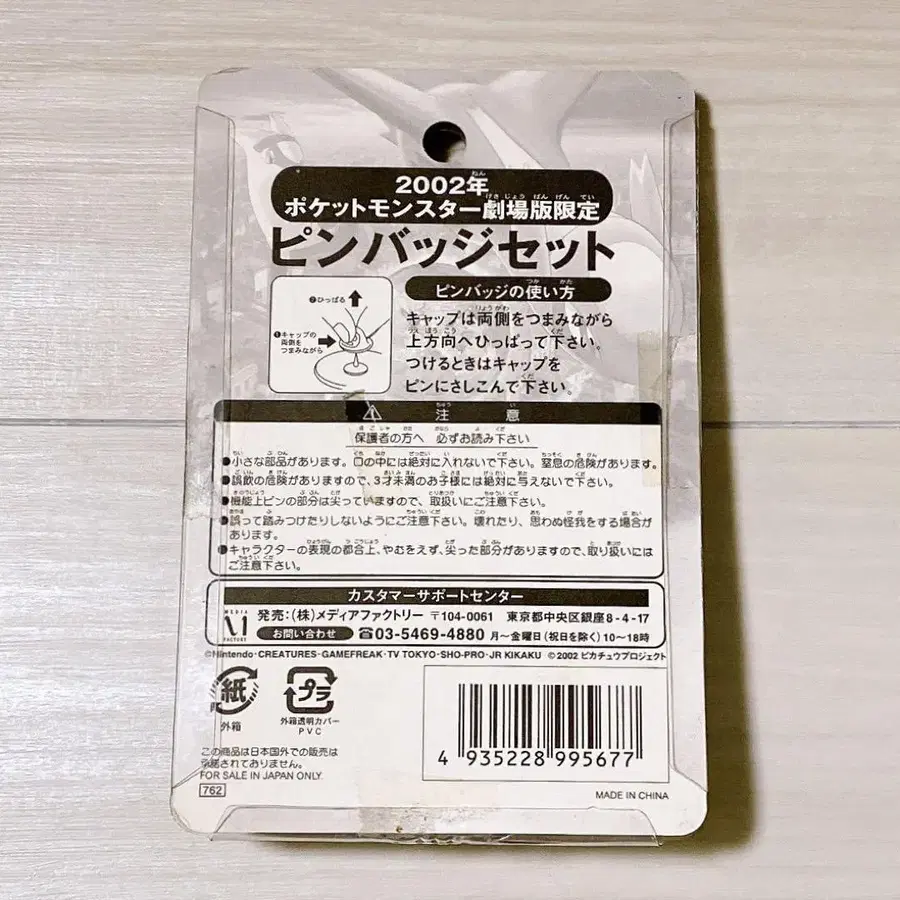 2002年
ポケットモンスター劇場版限定
ピンバッジセット
❷ひっぱる
❶キャップの
両側を
つまみながら
ピンバッジの使い方
キャップは両側をつまみながら
上方向へひっぱって下さい。
つけるときはキャップを
ピンにさしこんで下さい。
注 意
保護者の方へ 必ずお読み下さい
●小さな部品があります。口の中には絶対に入れないで下さい。窒息の危険があります。
●誤飲の危険がありますので、3才未満のお子様には絶対に与えないで下さい。
●機能上ピンの部分は尖っていますので、取扱いにご注意下さい。
●誤って踏みつけたりしないようにご注意下さい。壊れたり、思わぬ怪我をする場合が
あります。
●キャラクターの表現の都合上、やむをえず、尖った部分がありますので、取り扱いには
ご注意下さい。
カスタマーサポートセンター
MEDIA FACTORY
発売:(株)メディアファクトリー 〒104-0061 東京都中央区銀座8-4-17
お問い合わせ ☎03-5469-4880 月～金曜日(祝日を除く)10～18時
©Nintendo・CREATURES・GAMEFREAK・TV TOKYO・SHO-PRO・JR KIKAKU ©2002 ピカチュウプロジェクト
紙
外箱
プラ
外箱透明カバー
PVC
この商品は日本国外での販売は
承諾されておりません。
FOR SALE IN JAPAN ONLY.
762
4 935228 995677
MADE IN CHINA